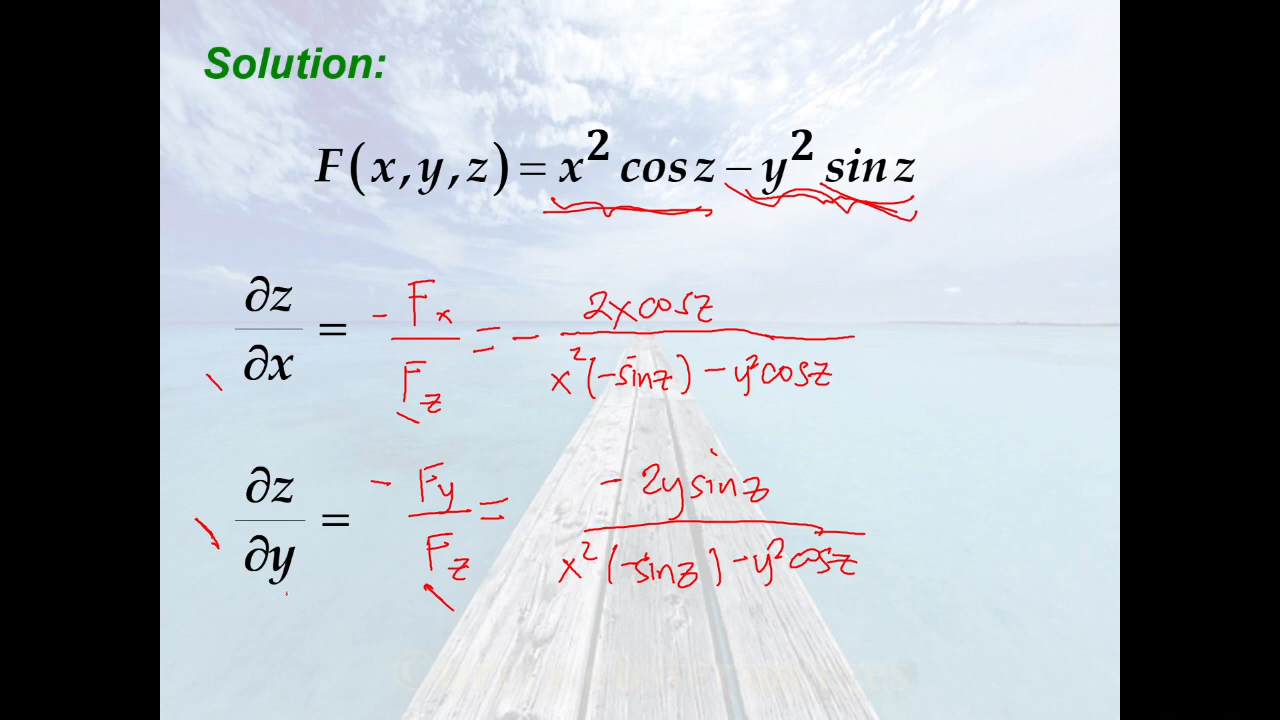 Solution:
F(x,y,z) = x² cos z − y² sin z
∂z/∂x = - Fx/Fz = - 2x cos z / x²(-sin z) - y² cos z
∂z/∂y = - Fy/Fz = - 2y sin z / x²(-sin z) - y² cos z